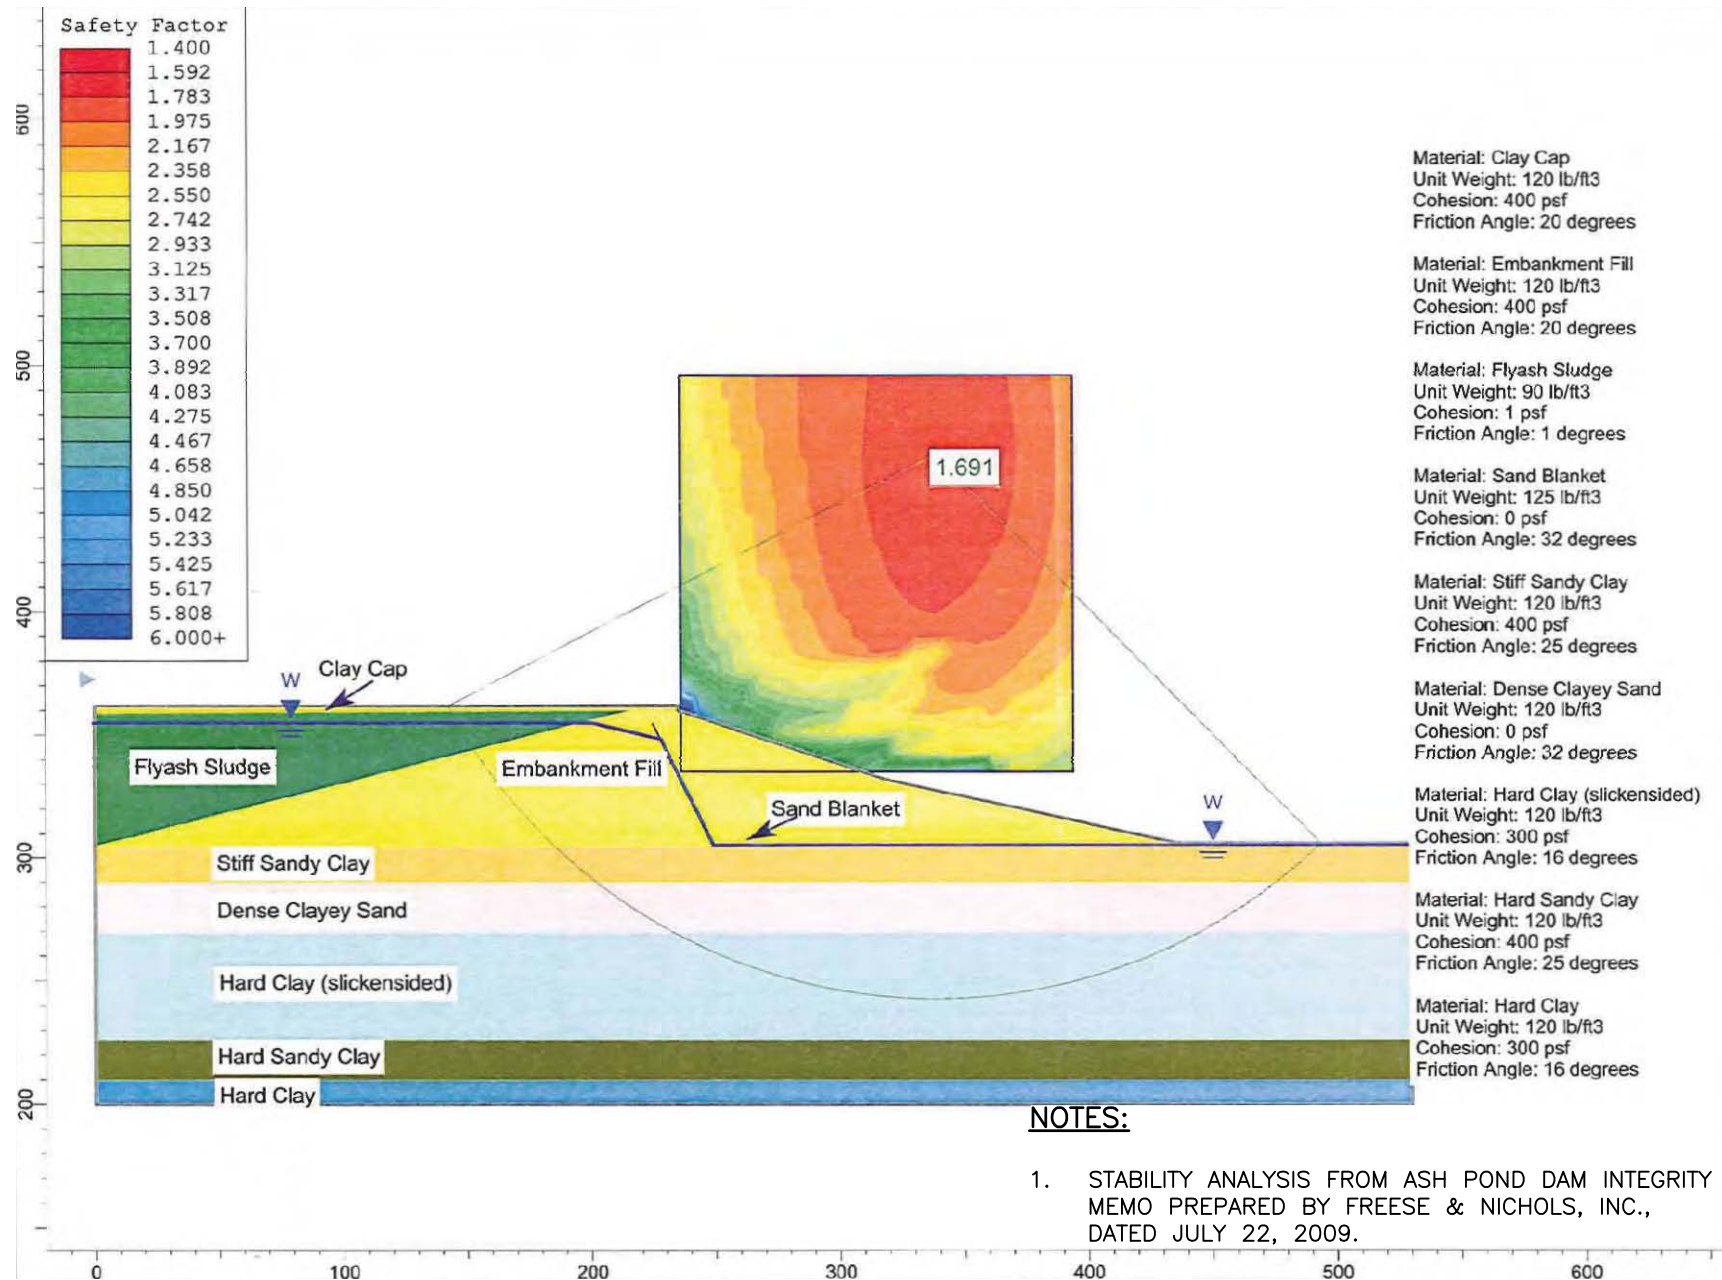 Safety Factor
1.400
1.592
1.783
1.975
2.167
2.358
2.550
2.742
2.933
3.125
3.317
3.508
3.700
3.892
4.083
4.275
4.467
4.658
4.850
5.042
5.233
5.425
5.617
5.808
6.000+
600
500
400
300
200
Material: Clay Cap
Unit Weight: 120 lb/ft3
Cohesion: 400 psf
Friction Angle: 20 degrees
Material: Embankment Fill
Unit Weight: 120 lb/ft3
Cohesion: 400 psf
Friction Angle: 20 degrees
Material: Flyash Sludge
Unit Weight: 90 lb/ft3
Cohesion: 1 psf
Friction Angle: 1 degrees
Material: Sand Blanket
Unit Weight: 125 lb/ft3
Cohesion: 0 psf
Friction Angle: 32 degrees
Material: Stiff Sandy Clay
Unit Weight: 120 lb/ft3
Cohesion: 400 psf
Friction Angle: 25 degrees
Material: Dense Clayey Sand
Unit Weight: 120 lb/ft3
Cohesion: 0 psf
Friction Angle: 32 degrees
Material: Hard Clay (slickensided)
Unit Weight: 120 lb/ft3
Cohesion: 300 psf
Friction Angle: 16 degrees
Material: Hard Sandy Clay
Unit Weight: 120 lb/ft3
Cohesion: 400 psf
Friction Angle: 25 degrees
Material: Hard Clay
Unit Weight: 120 lb/ft3
Cohesion: 300 psf
Friction Angle: 16 degrees
1.691
W
Clay Cap
Flyash Sludge
Embankment Fill
Sand Blanket
W
Stiff Sandy Clay
Dense Clayey Sand
Hard Clay (slickensided)
Hard Sandy Clay
Hard Clay
NOTES:
1. STABILITY ANALYSIS FROM ASH POND DAM INTEGRITY
MEMO PREPARED BY FREESE & NICHOLS, INC.,
DATED JULY 22, 2009.
0 100 200 300 400 500 600